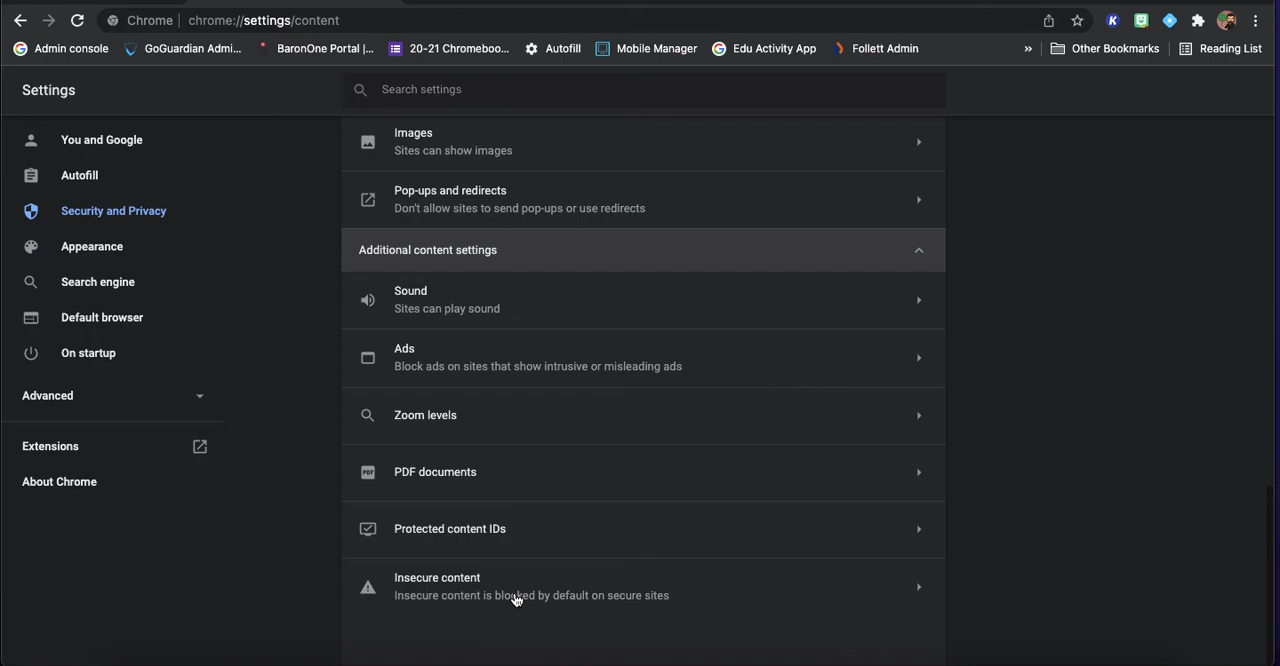 Chrome | chrome://settings/content
Admin console
GoGuardian Admi...
BaronOne Portal |...
20-21 Chromeboo...
Autofill
Mobile Manager
Edu Activity App
Follett Admin
»
Other Bookmarks
Reading List
Settings
Search settings
You and Google
Autofill
Security and Privacy
Appearance
Search engine
Default browser
On startup
Advanced
Extensions
About Chrome
Images
Sites can show images
Pop-ups and redirects
Don't allow sites to send pop-ups or use redirects
Additional content settings
Sound
Sites can play sound
Ads
Block ads on sites that show intrusive or misleading ads
Zoom levels
PDF
PDF documents
Protected content IDs
Insecure content
Insecure content is blocked by default on secure sites